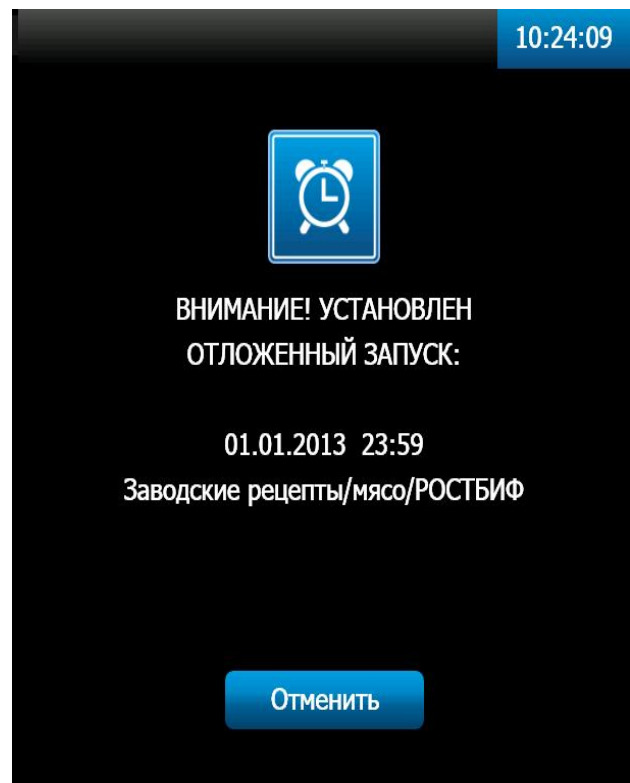 10:24:09
ВНИМАНИЕ! УСТАНОВЛЕН
ОТЛОЖЕННЫЙ ЗАПУСК:
01.01.2013 23:59
Заводские рецепты/мясо/РОСТБИФ
Отменить